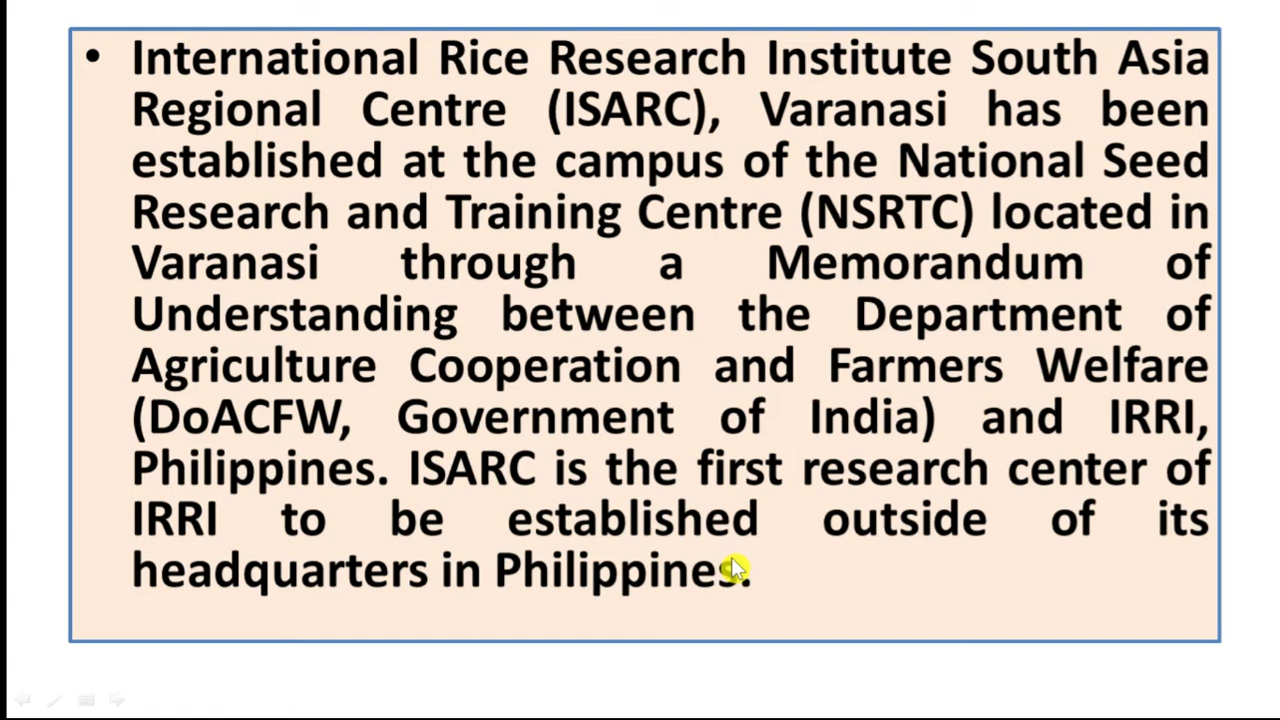 • International Rice Research Institute South Asia
Regional Centre (ISARC), Varanasi has been
established at the campus of the National Seed
Research and Training Centre (NSRTC) located in
Varanasi through a Memorandum of
Understanding between the Department of
Agriculture Cooperation and Farmers Welfare
(DoACFW, Government of India) and IRRI,
Philippines. ISARC is the first research center of
IRRI to be established outside of its
headquarters in Philippines.